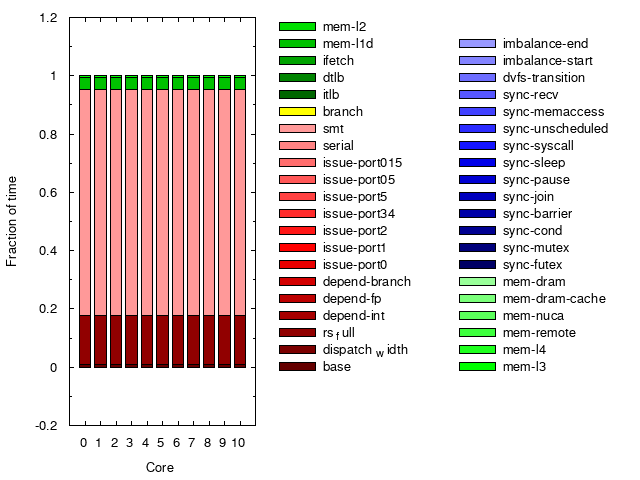 1.2
1
0.8
0.6
0.4
0.2
0
-0.2
Fraction of time
0 1 2 3 4 5 6 7 8 9 10
Core
mem-l2
mem-l1d
ifetch
dtlb
itlb
branch
smt
serial
issue-port015
issue-port05
issue-port5
issue-port34
issue-port2
issue-port1
issue-port0
depend-branch
depend-fp
depend-int
rs_full
dispatch_width
base
imbalance-end
imbalance-start
dvfs-transition
sync-recv
sync-memaccess
sync-unscheduled
sync-syscall
sync-sleep
sync-pause
sync-join
sync-barrier
sync-cond
sync-mutex
sync-futex
mem-dram
mem-dram-cache
mem-nuca
mem-remote
mem-l4
mem-l3